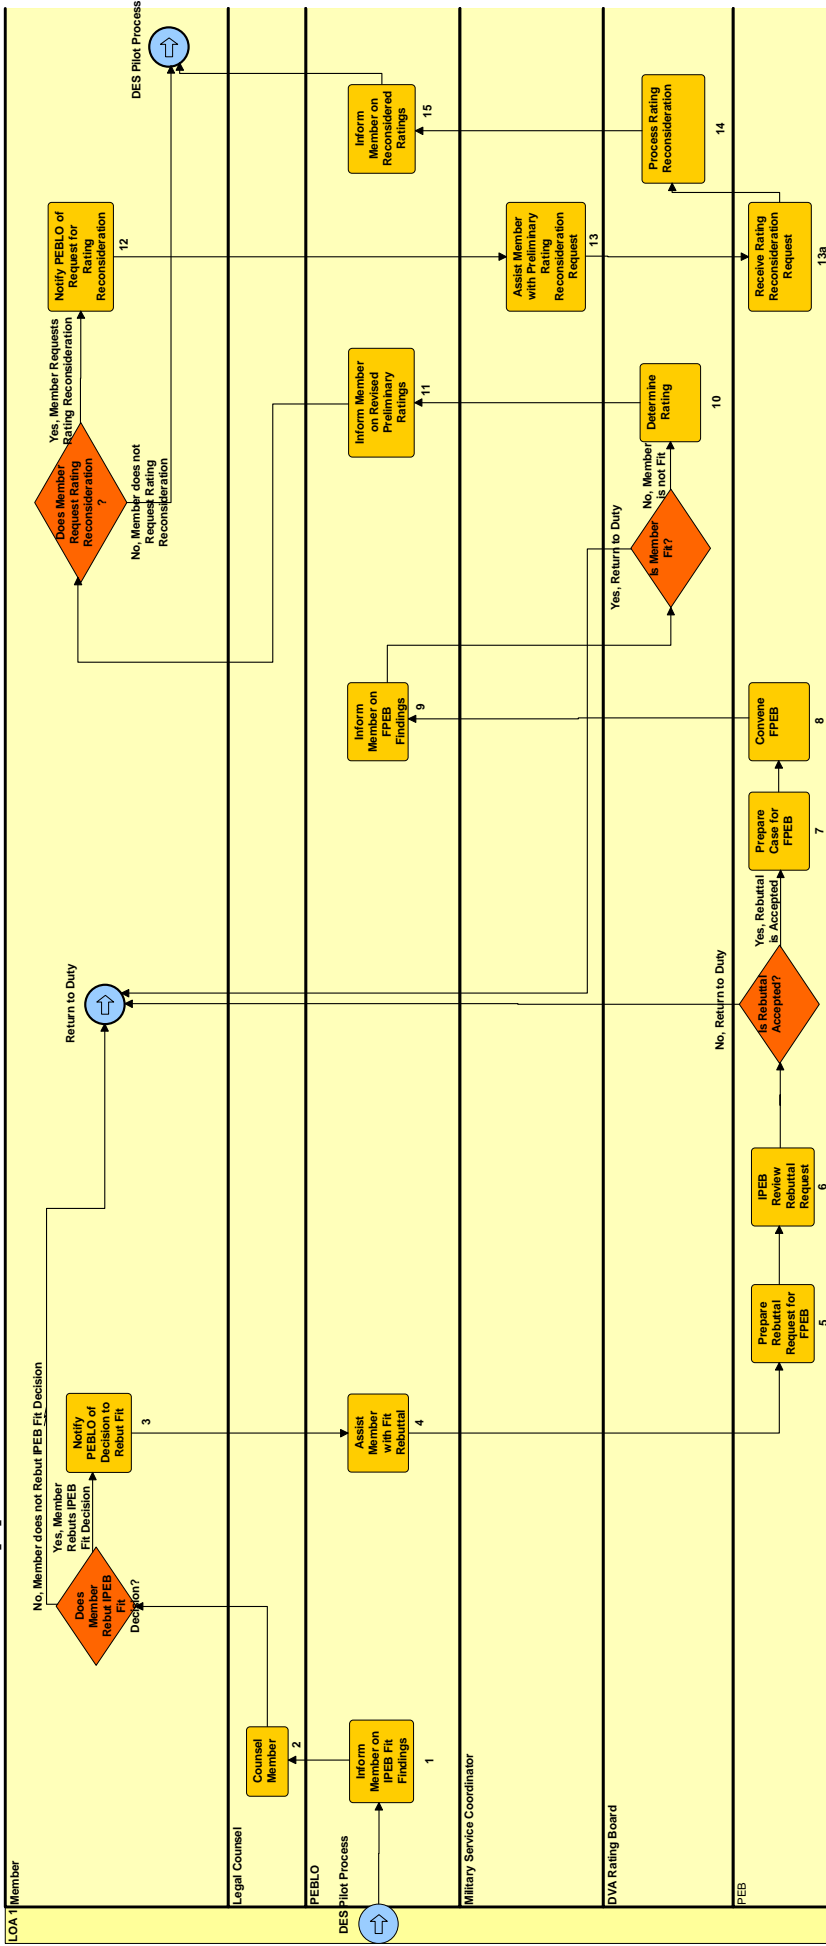 LOA 1
Member
Legal Counsel
PEBLO
Military Service Coordinator
DVA Rating Board
PEB
DES Pilot Process
Inform
Member on
IPEB Fit
Findings
1
Counsel
Member
2
Does
Member
Rebut IPEB
Fit
Decision?
No, Member does not Rebut IPEB Fit Decision
Yes, Member
Rebuts IPEB
Fit Decision
Notify
PEBLO of
Decision to
Rebut Fit
3
Assist
Member
with Fit
Rebuttal
4
Prepare
Rebuttal
Request for
FPEB
5
IPEB
Review
Rebuttal
Request
6
Is Rebuttal
Accepted?
No, Return to Duty
Return to Duty
Yes, Rebuttal
is Accepted
Prepare
Case for
FPEB
7
Convene
FPEB
8
Inform
Member on
FPEB
Findings
9
Is Member
Fit?
Yes, Return to Duty
No, Member
is not Fit
Determine
Rating
10
Inform Member
on Revised
Preliminary
Ratings
11
Does Member
Request Rating
Reconsideration
?
Yes, Member Requests
Rating Reconsideration
No, Member does not
Request Rating
Reconsideration
Notify PEBLO of
Request for
Rating
Reconsideration
12
Assist Member
with Preliminary
Rating
Reconsideration
Request
13
Receive Rating
Reconsideration
Request
13a
Process Rating
Reconsideration
14
Inform
Member on
Reconsidered
Ratings
15
DES Pilot Process